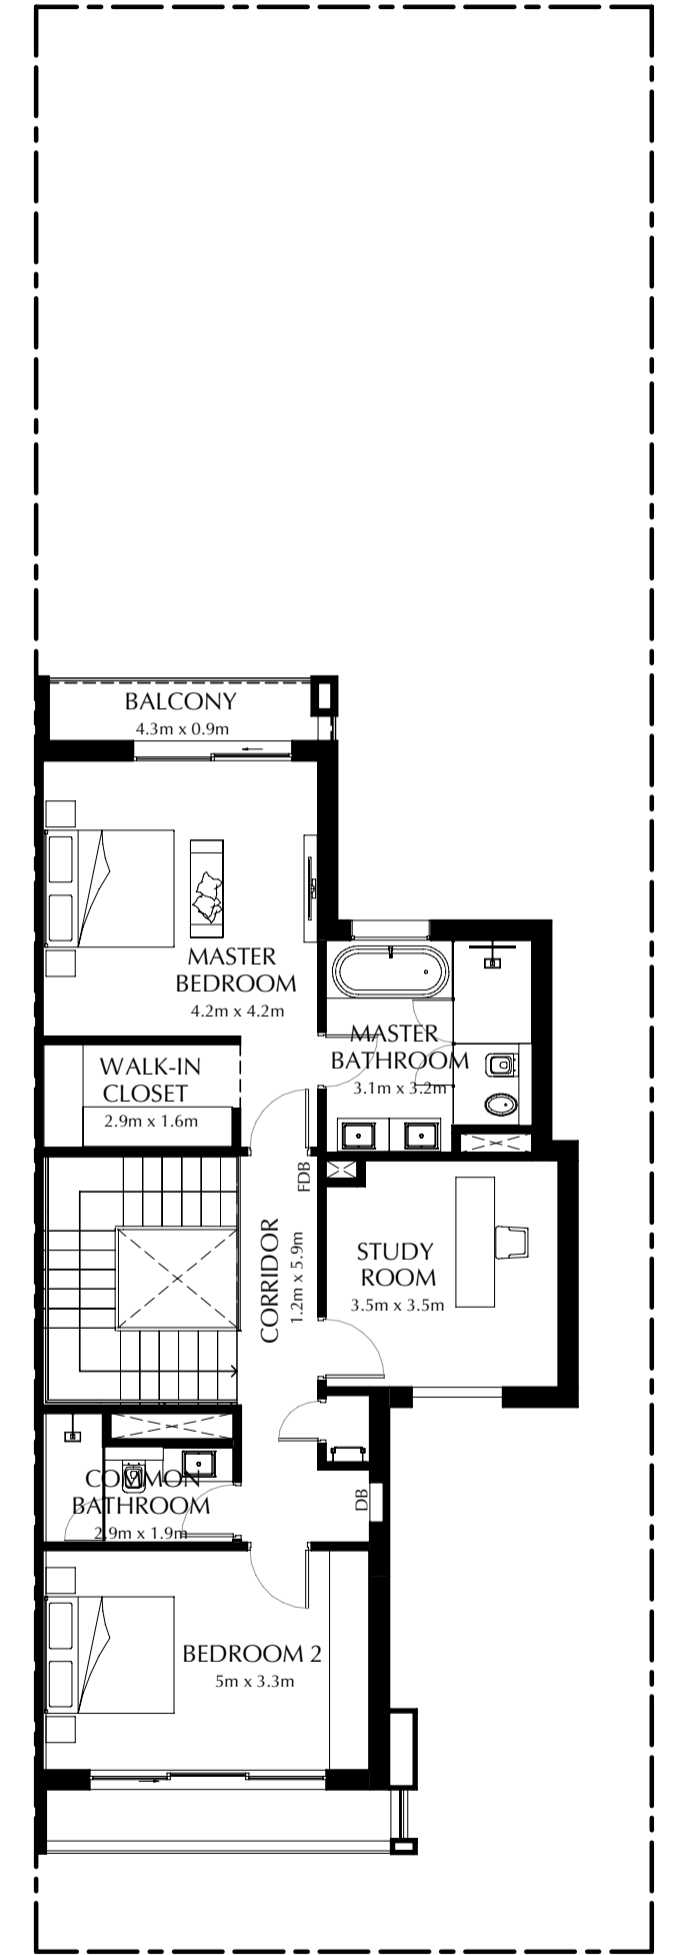 BALCONY
4.3m x 0.9m
MASTER
BEDROOM
4.2m x 4.2m
MASTER
BATHROOM
3.1m x 3.2m
WALK-IN
CLOSET
2.9m x 1.6m
FDB
CORRIDOR
1.2m x 5.9m
STUDY
ROOM
3.5m x 3.5m
COMMON
BATHROOM
2.9m x 1.9m
DB
BEDROOM 2
5m x 3.3m